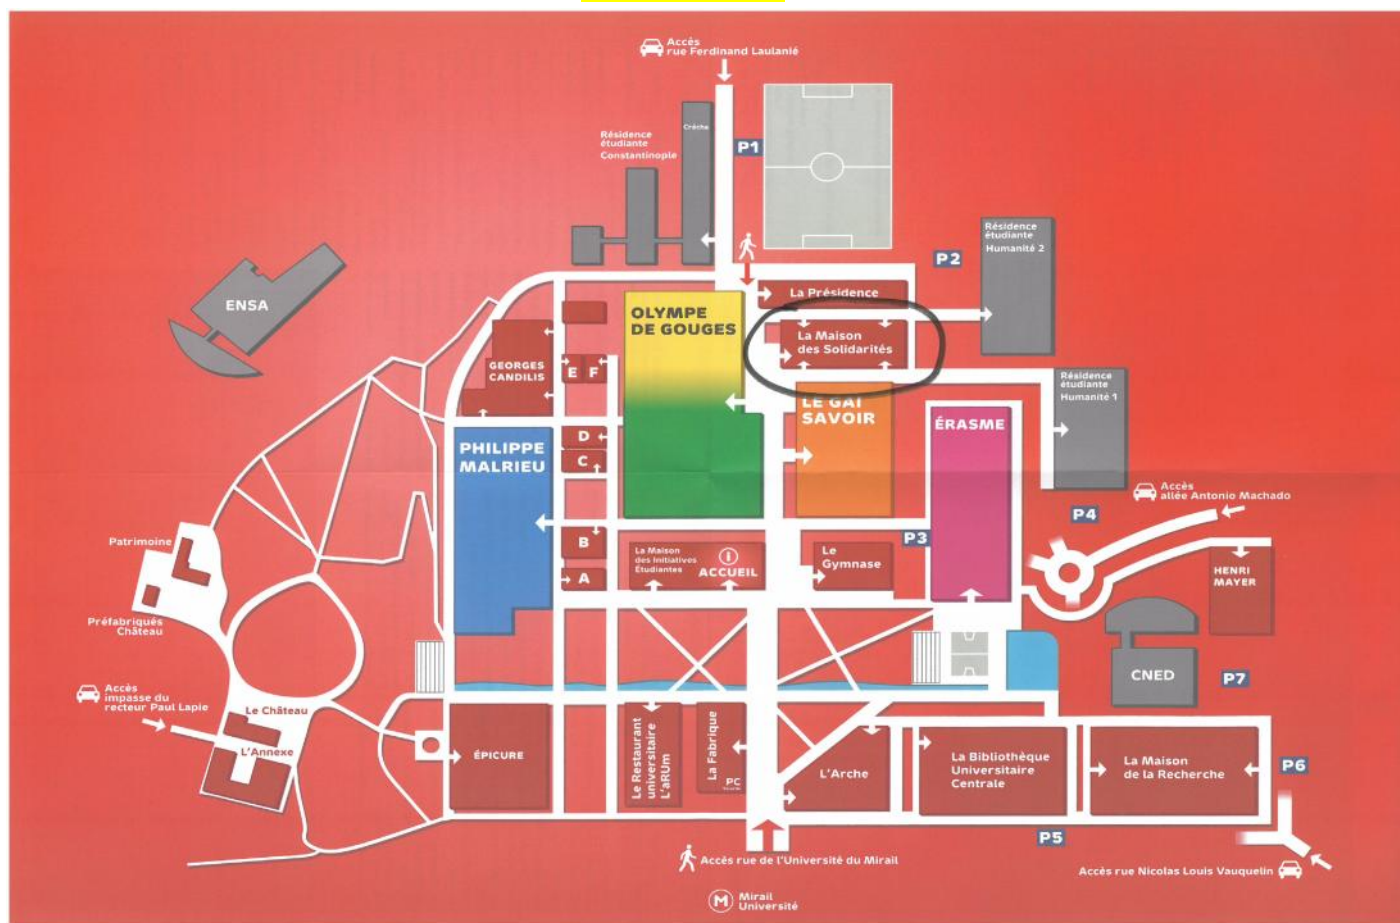 Accès
rue Ferdinand Laulanié
Crèche
Résidence
étudiante
Constantinople
P1
Résidence
étudiante
Humanité 2
P2
ENSA
La Présidence
OLYMPE
DE GOUGES
La Maison
des Solidarités
GEORGES
CANDILIS
E
F
Résidence
étudiante
Humanité 1
LE GAI
SAVOIR
ÉRASME
PHILIPPE
MALRIEU
D
C
Accès
allée Antonio Machado
P4
Patrimoine
B
La Maison
des Initiatives
Étudiantes
ACCUEIL
Le
Gymnase
P3
HENRI
MAYER
A
Préfabriqués
Château
CNED
P7
Accès
impasse du
recteur Paul Lapie
Le Château
L'Annexe
ÉPICURE
Le Restaurant
universitaire
L'aRUm
La Fabrique
PC
L'Arche
La Bibliothèque
Universitaire
Centrale
La Maison
de la Recherche
P6
P5
Accès rue de l'Université du Mirail
Accès rue Nicolas Louis Vauquelin
M
Mirail
Université